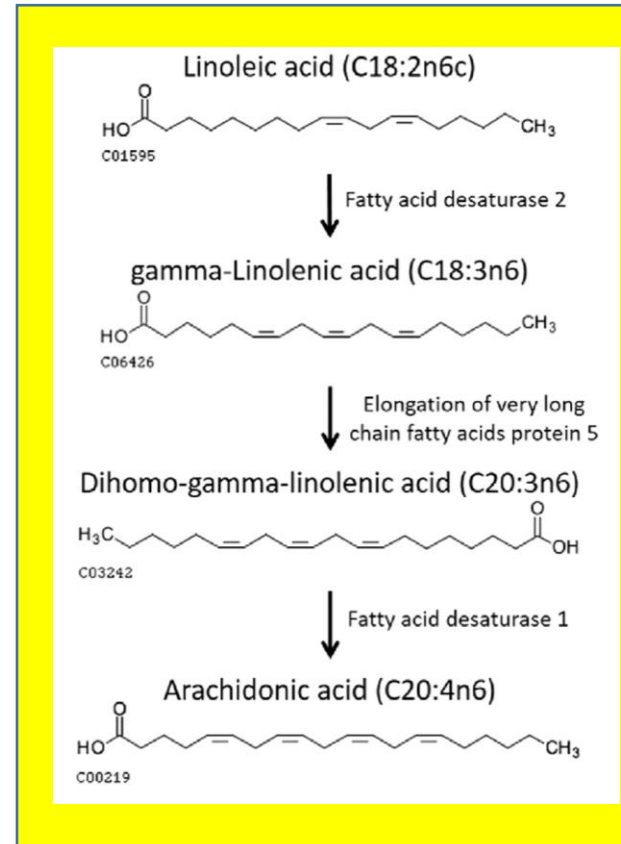 Linoleic acid (C18:2n6c)
O
HO
CH₃
C01595
Fatty acid desaturase 2
gamma-Linolenic acid (C18:3n6)
O
HO
CH₃
C06426
Elongation of very long
chain fatty acids protein 5
Dihomo-gamma-linolenic acid (C20:3n6)
O
H₃C
OH
C03242
Fatty acid desaturase 1
Arachidonic acid (C20:4n6)
O
HO
CH₃
C00219